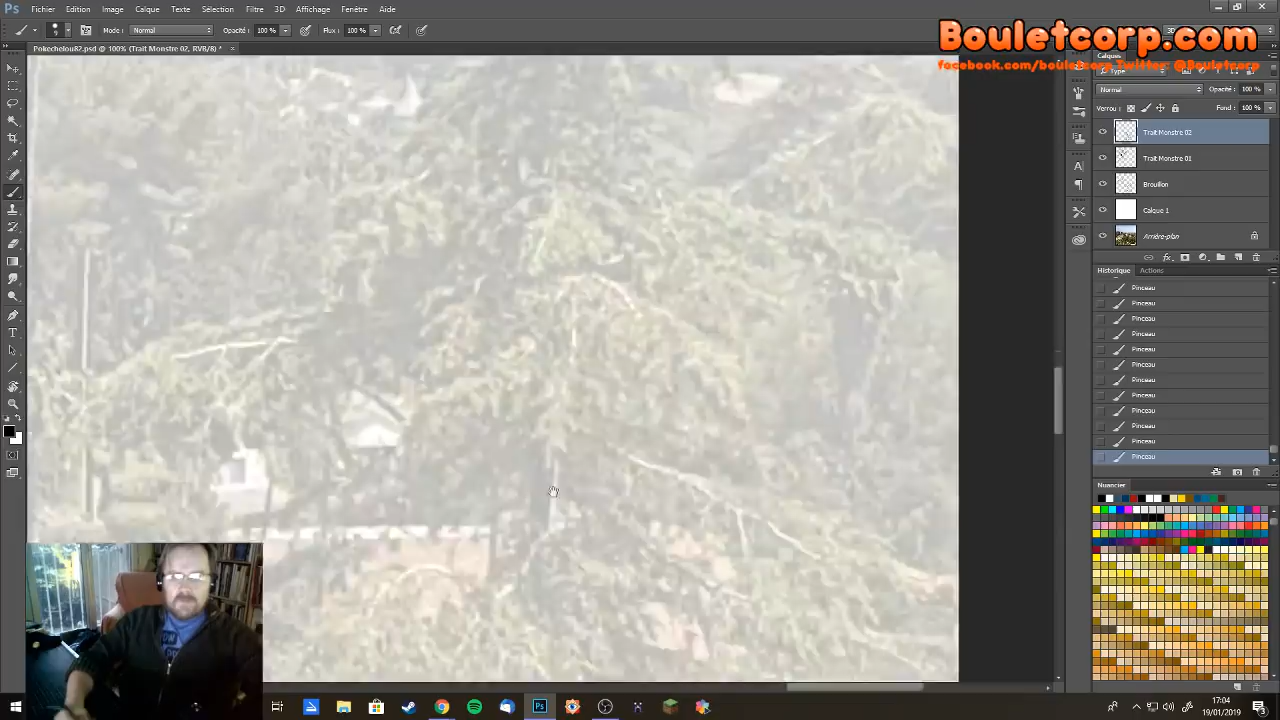 Ps Fichier Edition Image Calque Texte Sélection Filtre 3D Affichage Fenêtre Aide
Bouletcorp.com
facebook.com/bouletcorp Twitter: @Bouletcorp
Mode : Normal Opacité : 100 % Flux : 100 %
Pokechelou82.psd @ 100% (Trait Monstre 02, RVB/8) *
Calques
Type
Normal Opacité : 100 %
Verrou : Fond : 100 %
Trait Monstre 02
Trait Monstre 01
Brouillon
Calque 1
Arrière-plan
Historique Actions
Pinceau
Pinceau
Pinceau
Pinceau
Pinceau
Pinceau
Pinceau
Pinceau
Pinceau
Pinceau
Pinceau
Pinceau
Nuancier
17:04
19/01/2019